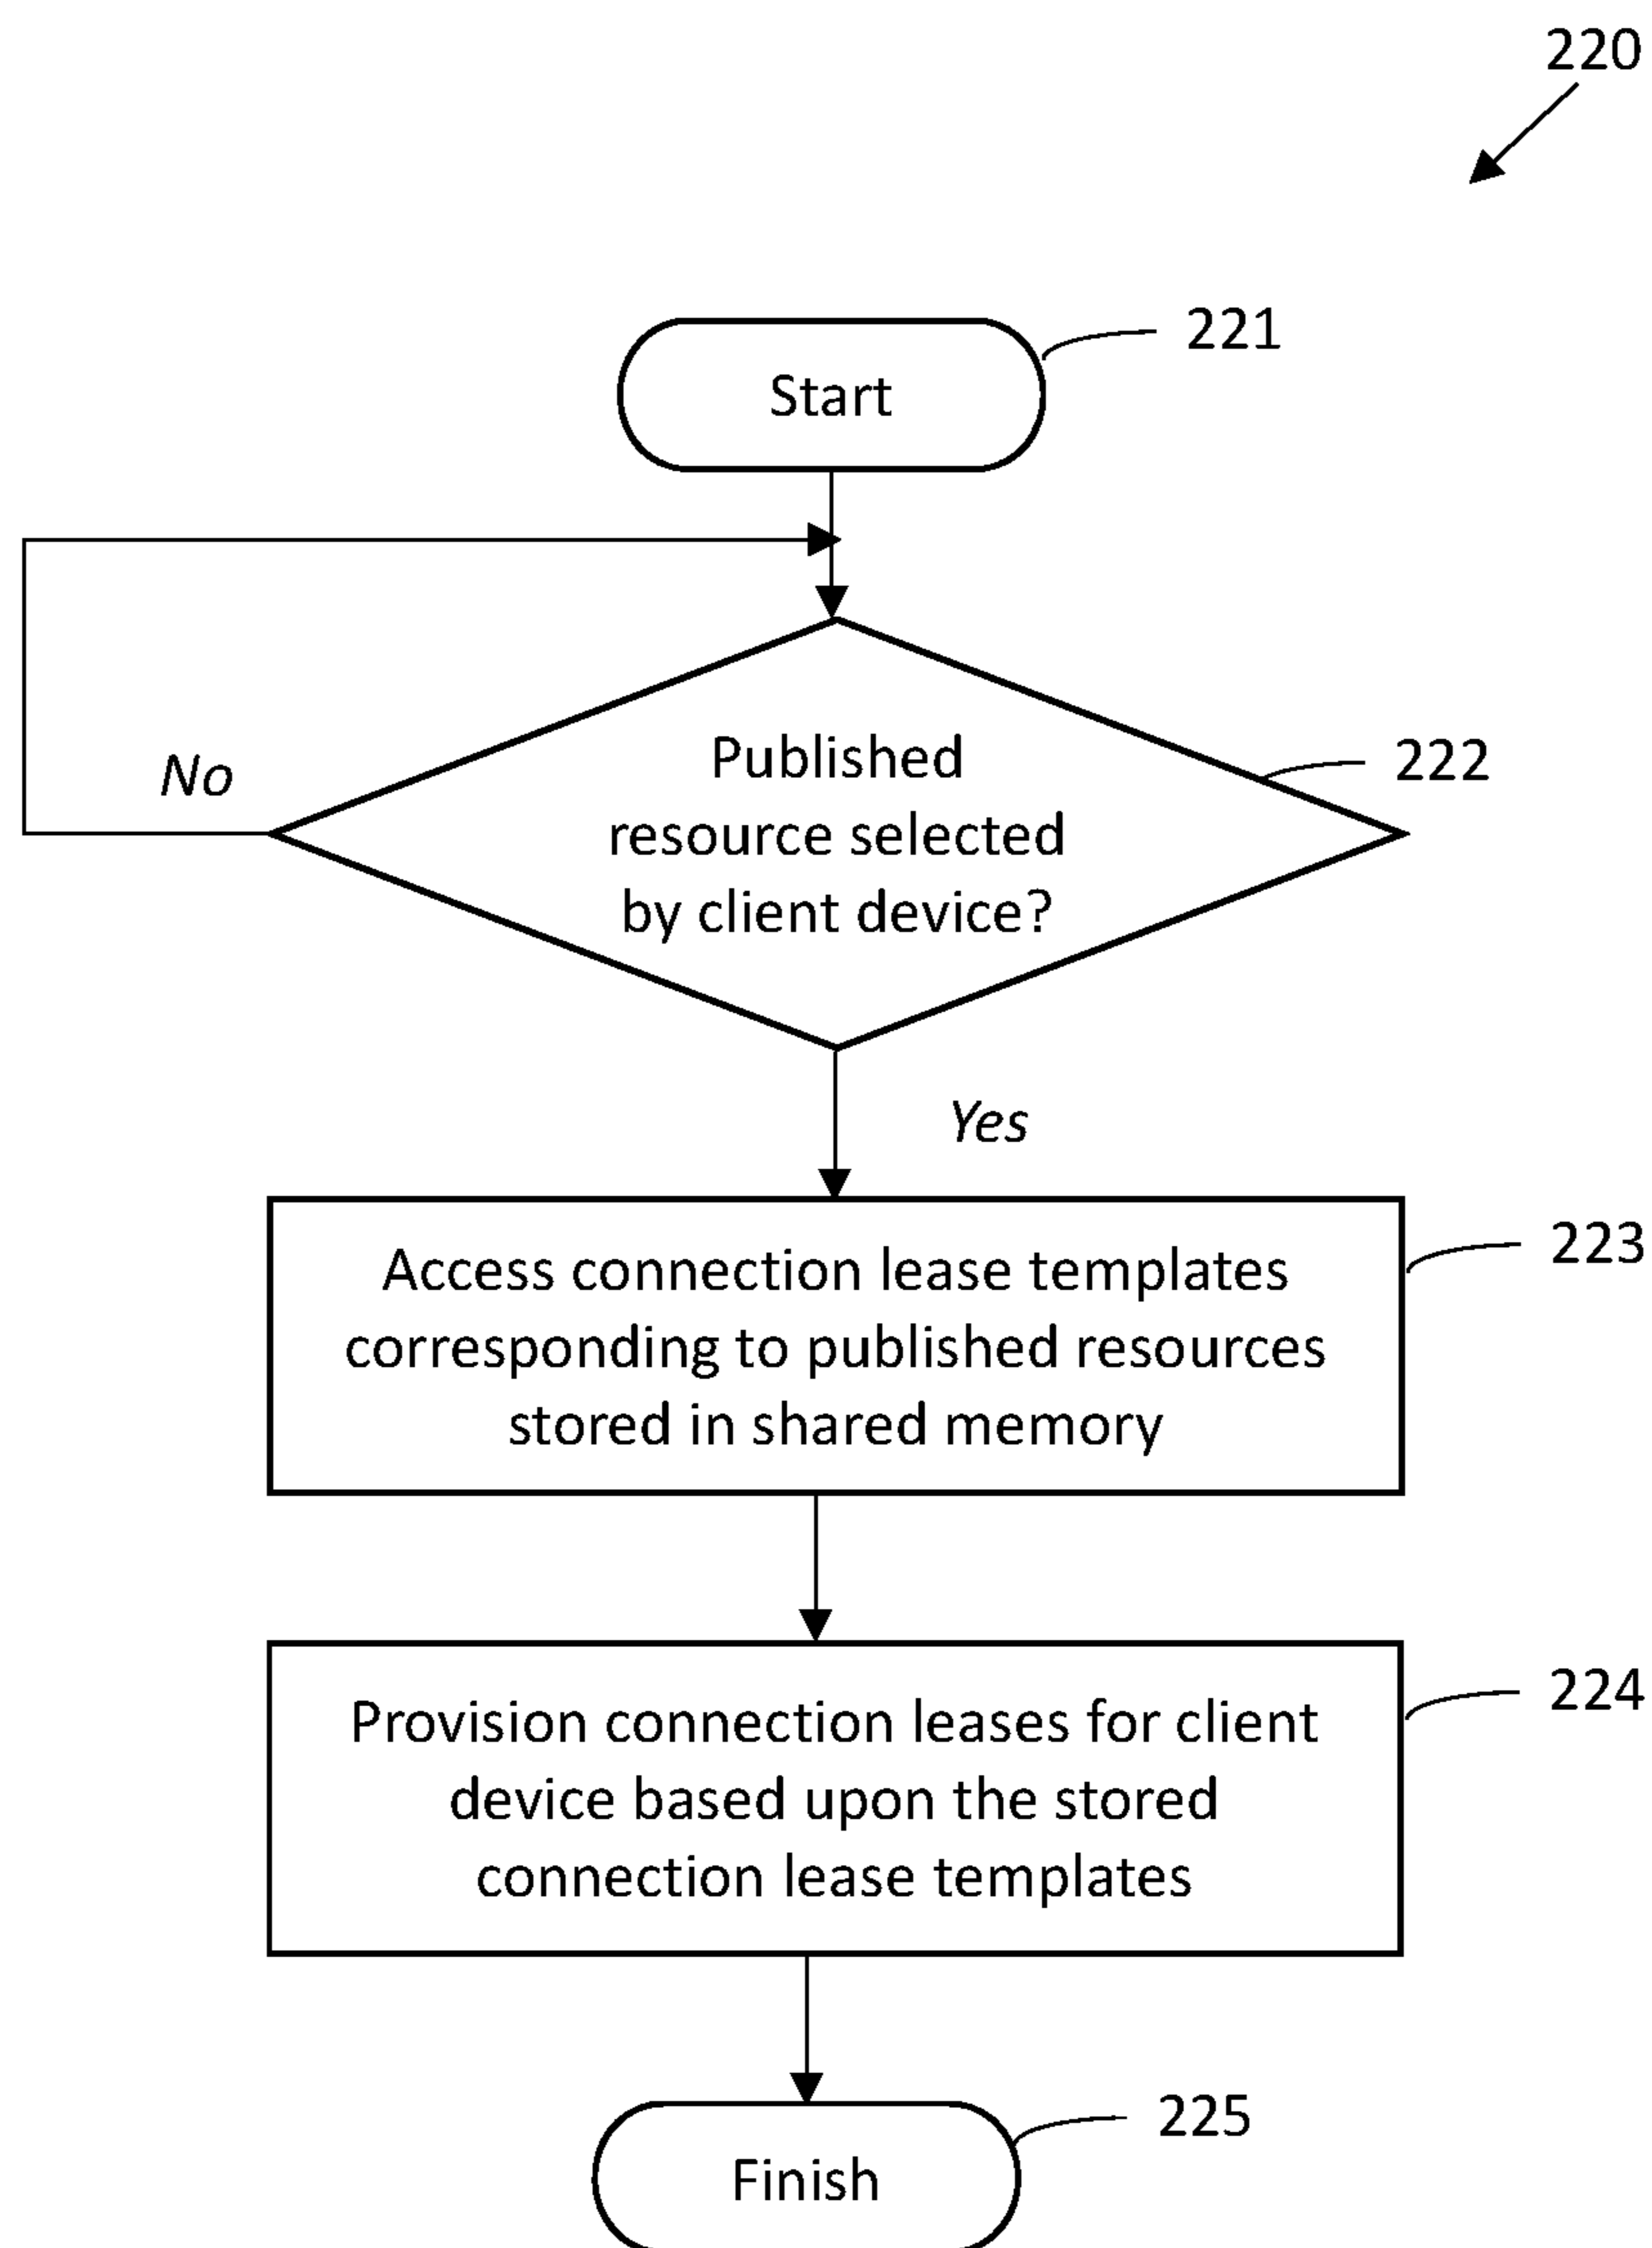 220
221
Start
No
Published
resource selected
by client device?
222
Yes
223
Access connection lease templates
corresponding to published resources
stored in shared memory
224
Provision connection leases for client
device based upon the stored
connection lease templates
225
Finish